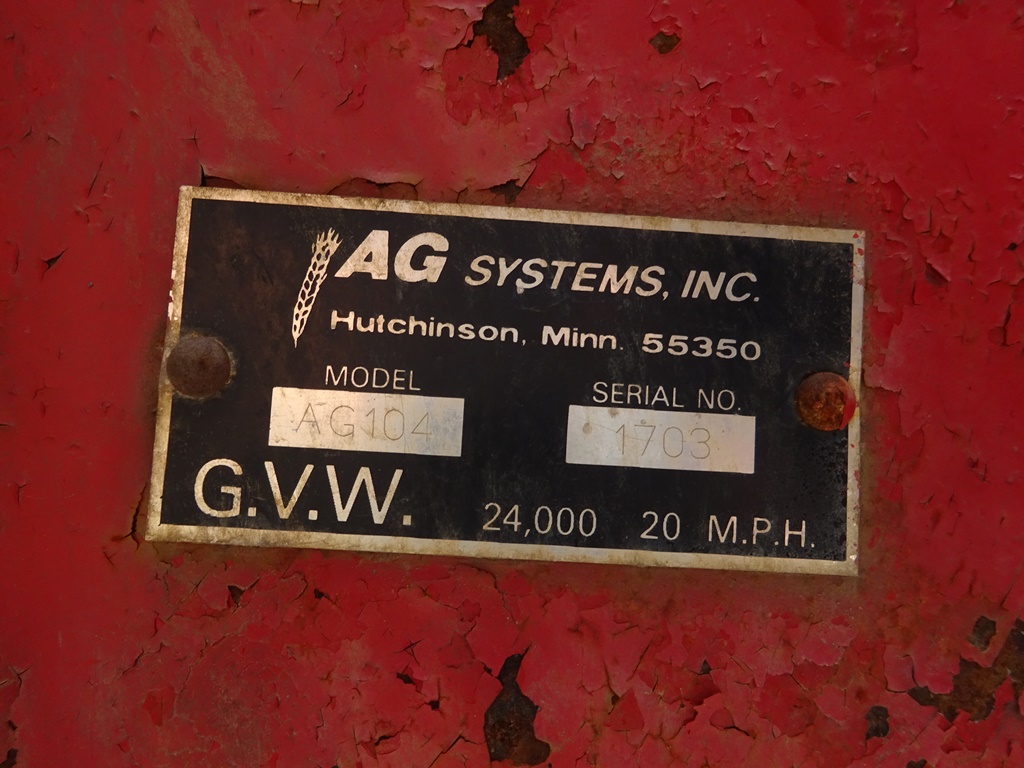 AG SYSTEMS, INC.
Hutchinson, Minn. 55350
MODEL SERIAL NO.
AG104 1703
G.V.W. 24,000 20 M.P.H.